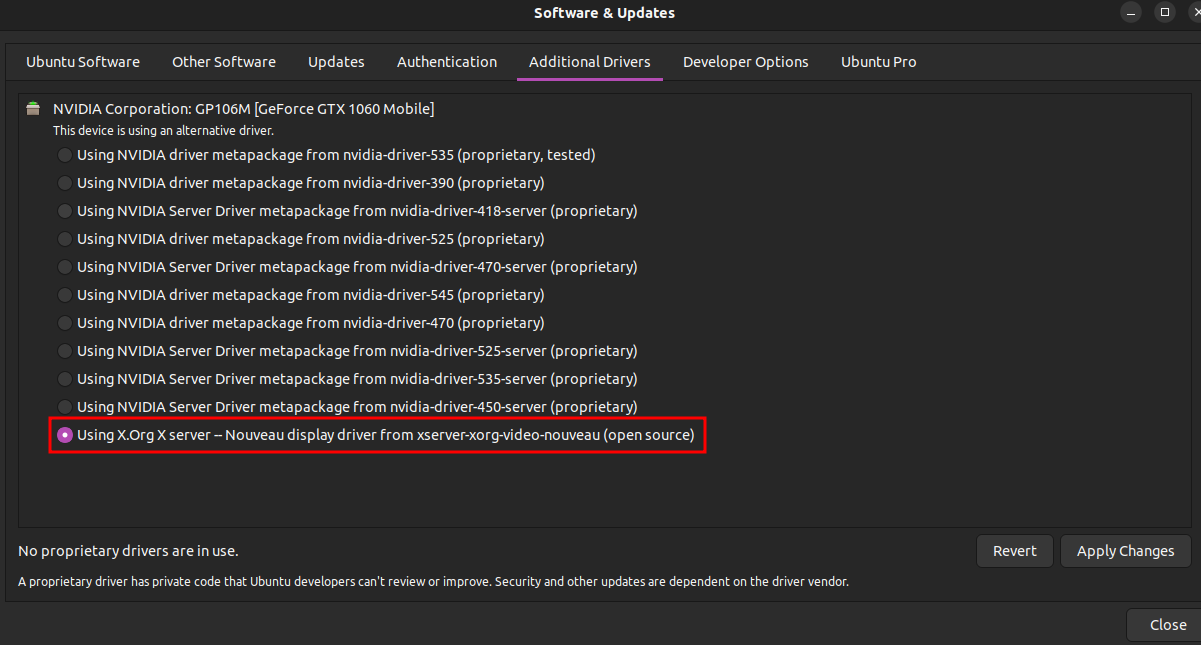 Software & Updates
Ubuntu Software Other Software Updates Authentication Additional Drivers Developer Options Ubuntu Pro
NVIDIA Corporation: GP106M [GeForce GTX 1060 Mobile]
This device is using an alternative driver.
Using NVIDIA driver metapackage from nvidia-driver-535 (proprietary, tested)
Using NVIDIA driver metapackage from nvidia-driver-390 (proprietary)
Using NVIDIA Server Driver metapackage from nvidia-driver-418-server (proprietary)
Using NVIDIA driver metapackage from nvidia-driver-525 (proprietary)
Using NVIDIA Server Driver metapackage from nvidia-driver-470-server (proprietary)
Using NVIDIA driver metapackage from nvidia-driver-545 (proprietary)
Using NVIDIA driver metapackage from nvidia-driver-470 (proprietary)
Using NVIDIA Server Driver metapackage from nvidia-driver-525-server (proprietary)
Using NVIDIA Server Driver metapackage from nvidia-driver-535-server (proprietary)
Using NVIDIA Server Driver metapackage from nvidia-driver-450-server (proprietary)
Using X.Org X server -- Nouveau display driver from xserver-xorg-video-nouveau (open source)
No proprietary drivers are in use.
Revert Apply Changes
A proprietary driver has private code that Ubuntu developers can't review or improve. Security and other updates are dependent on the driver vendor.
Close